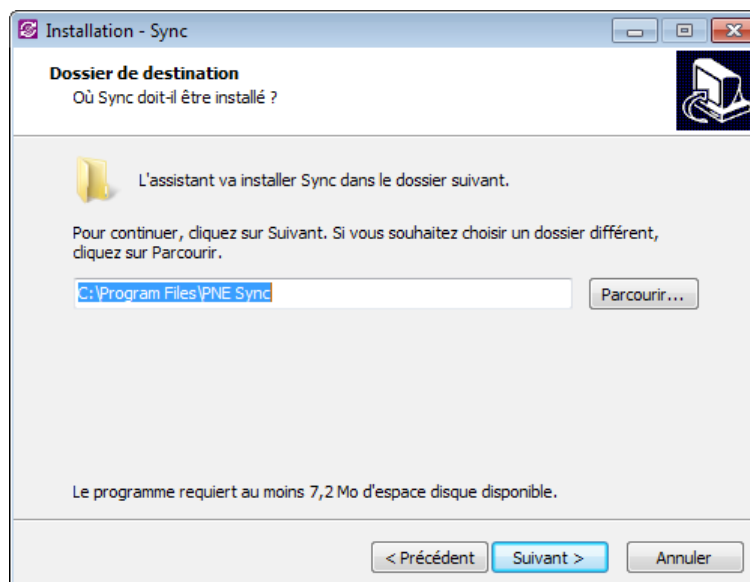 Installation - Sync
Dossier de destination
Où Sync doit-il être installé ?
L'assistant va installer Sync dans le dossier suivant.
Pour continuer, cliquez sur Suivant. Si vous souhaitez choisir un dossier différent,
cliquez sur Parcourir.
C:\Program Files\PNE Sync
Parcourir...
Le programme requiert au moins 7,2 Mo d'espace disque disponible.
< Précédent
Suivant >
Annuler